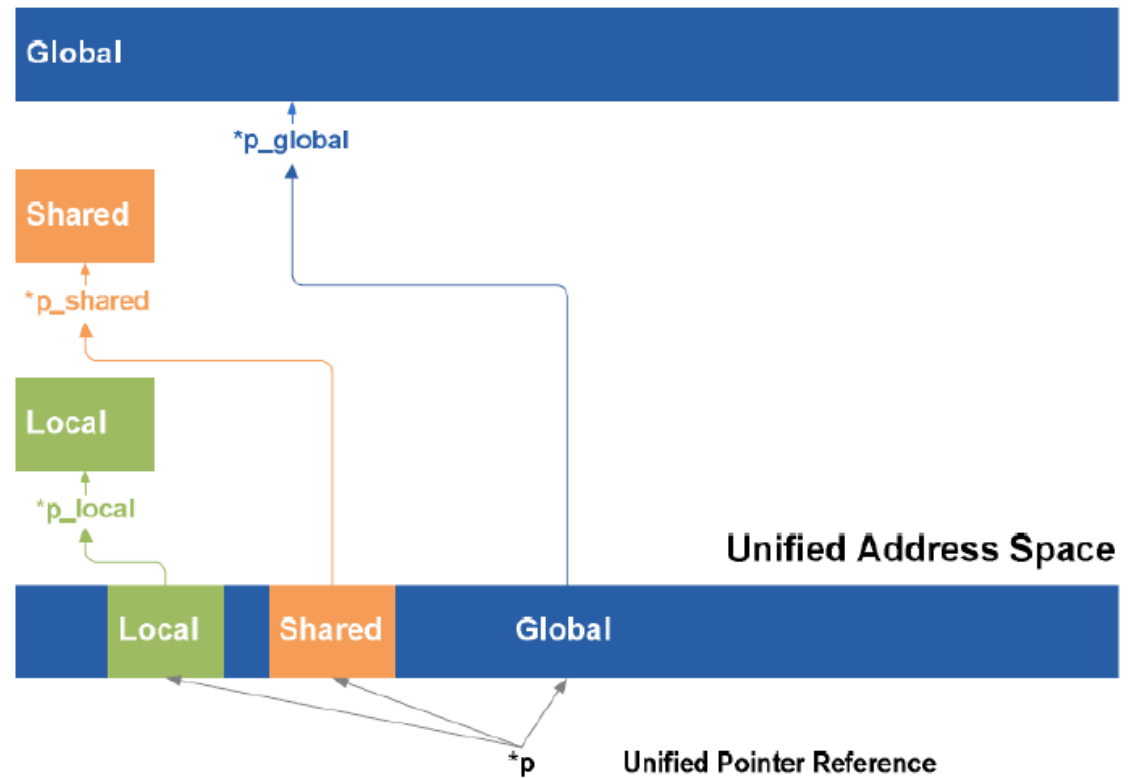 Global
*p_global
Shared
*p_shared
Local
*p_local
Unified Address Space
Local Shared Global
*p Unified Pointer Reference